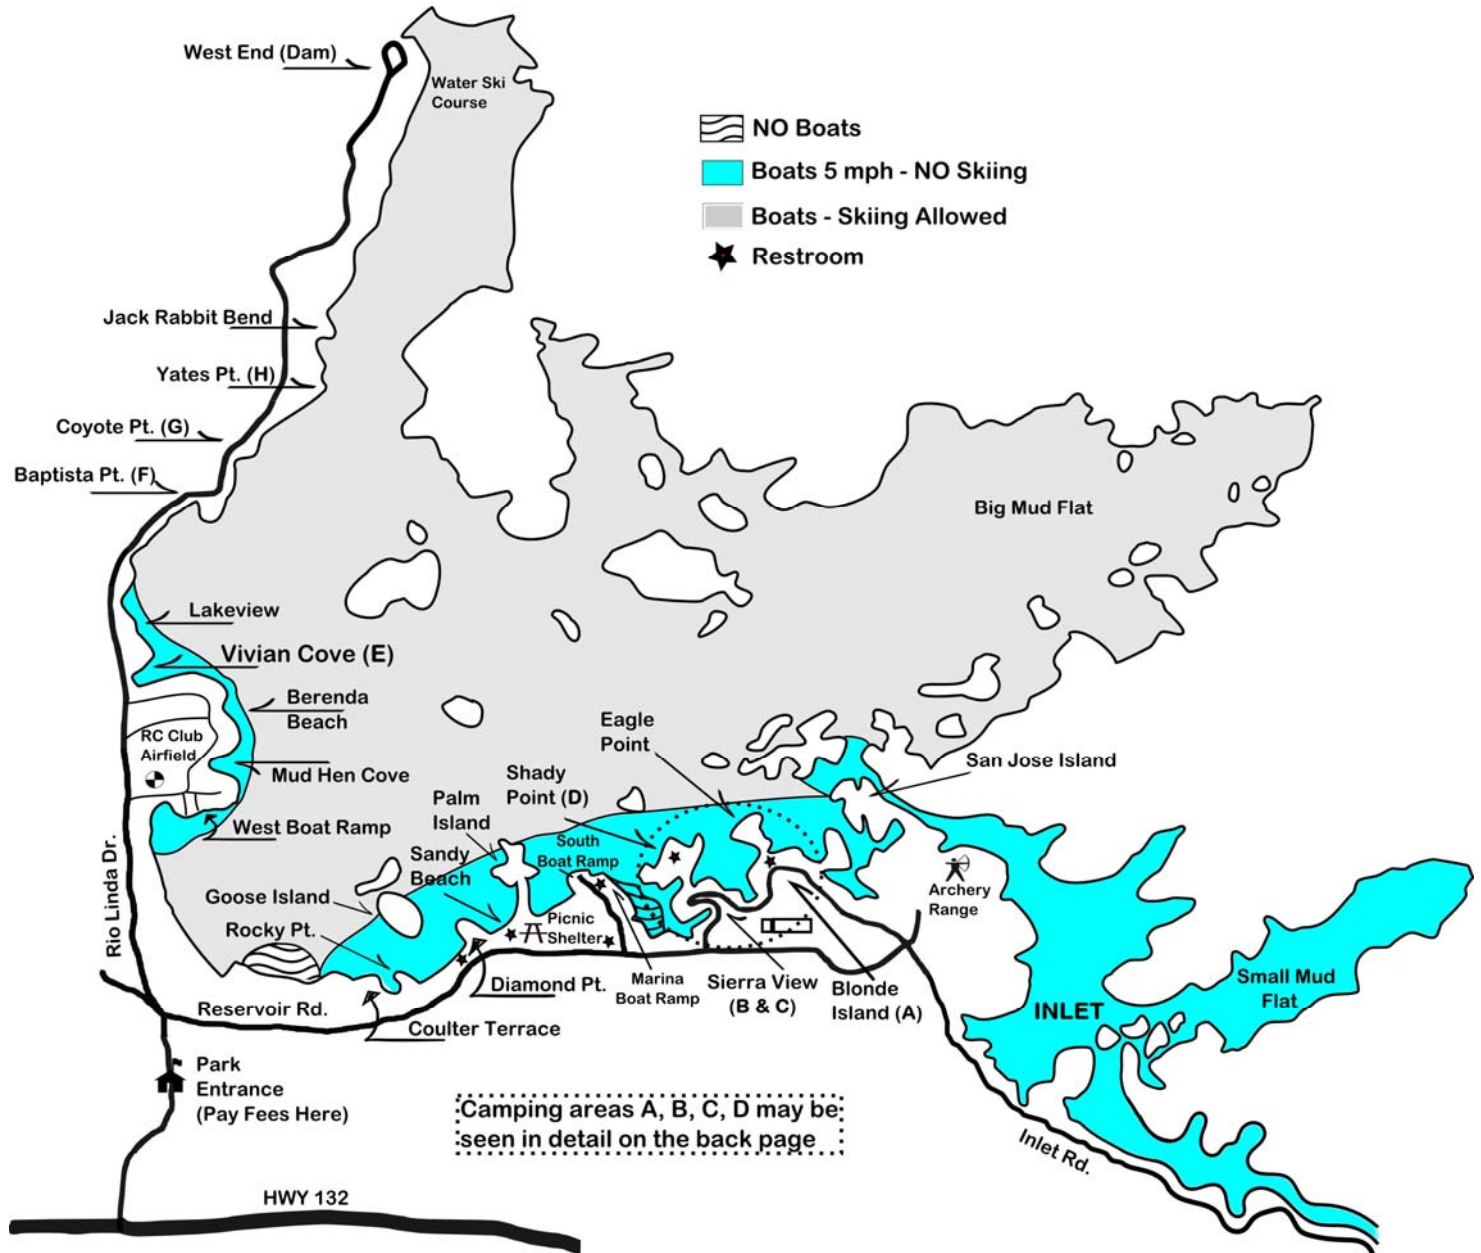 West End (Dam)
Water Ski
Course
NO Boats
Boats 5 mph - NO Skiing
Boats - Skiing Allowed
Restroom
Jack Rabbit Bend
Yates Pt. (H)
Coyote Pt. (G)
Baptista Pt. (F)
Big Mud Flat
Lakeview
Vivian Cove (E)
Berenda
Beach
RC Club
Airfield
Mud Hen Cove
West Boat Ramp
Eagle
Point
San Jose Island
Shady
Point (D)
Palm
Island
South
Boat Ramp
Sandy
Beach
Goose Island
Rocky Pt.
Archery
Range
Picnic
Shelter
Rio Linda Dr.
Diamond Pt.
Marina
Boat Ramp
Sierra View
(B & C)
Blonde
Island (A)
Small Mud
Flat
INLET
Reservoir Rd.
Coulter Terrace
Park
Entrance
(Pay Fees Here)
Camping areas A, B, C, D may be
seen in detail on the back page
Inlet Rd.
HWY 132